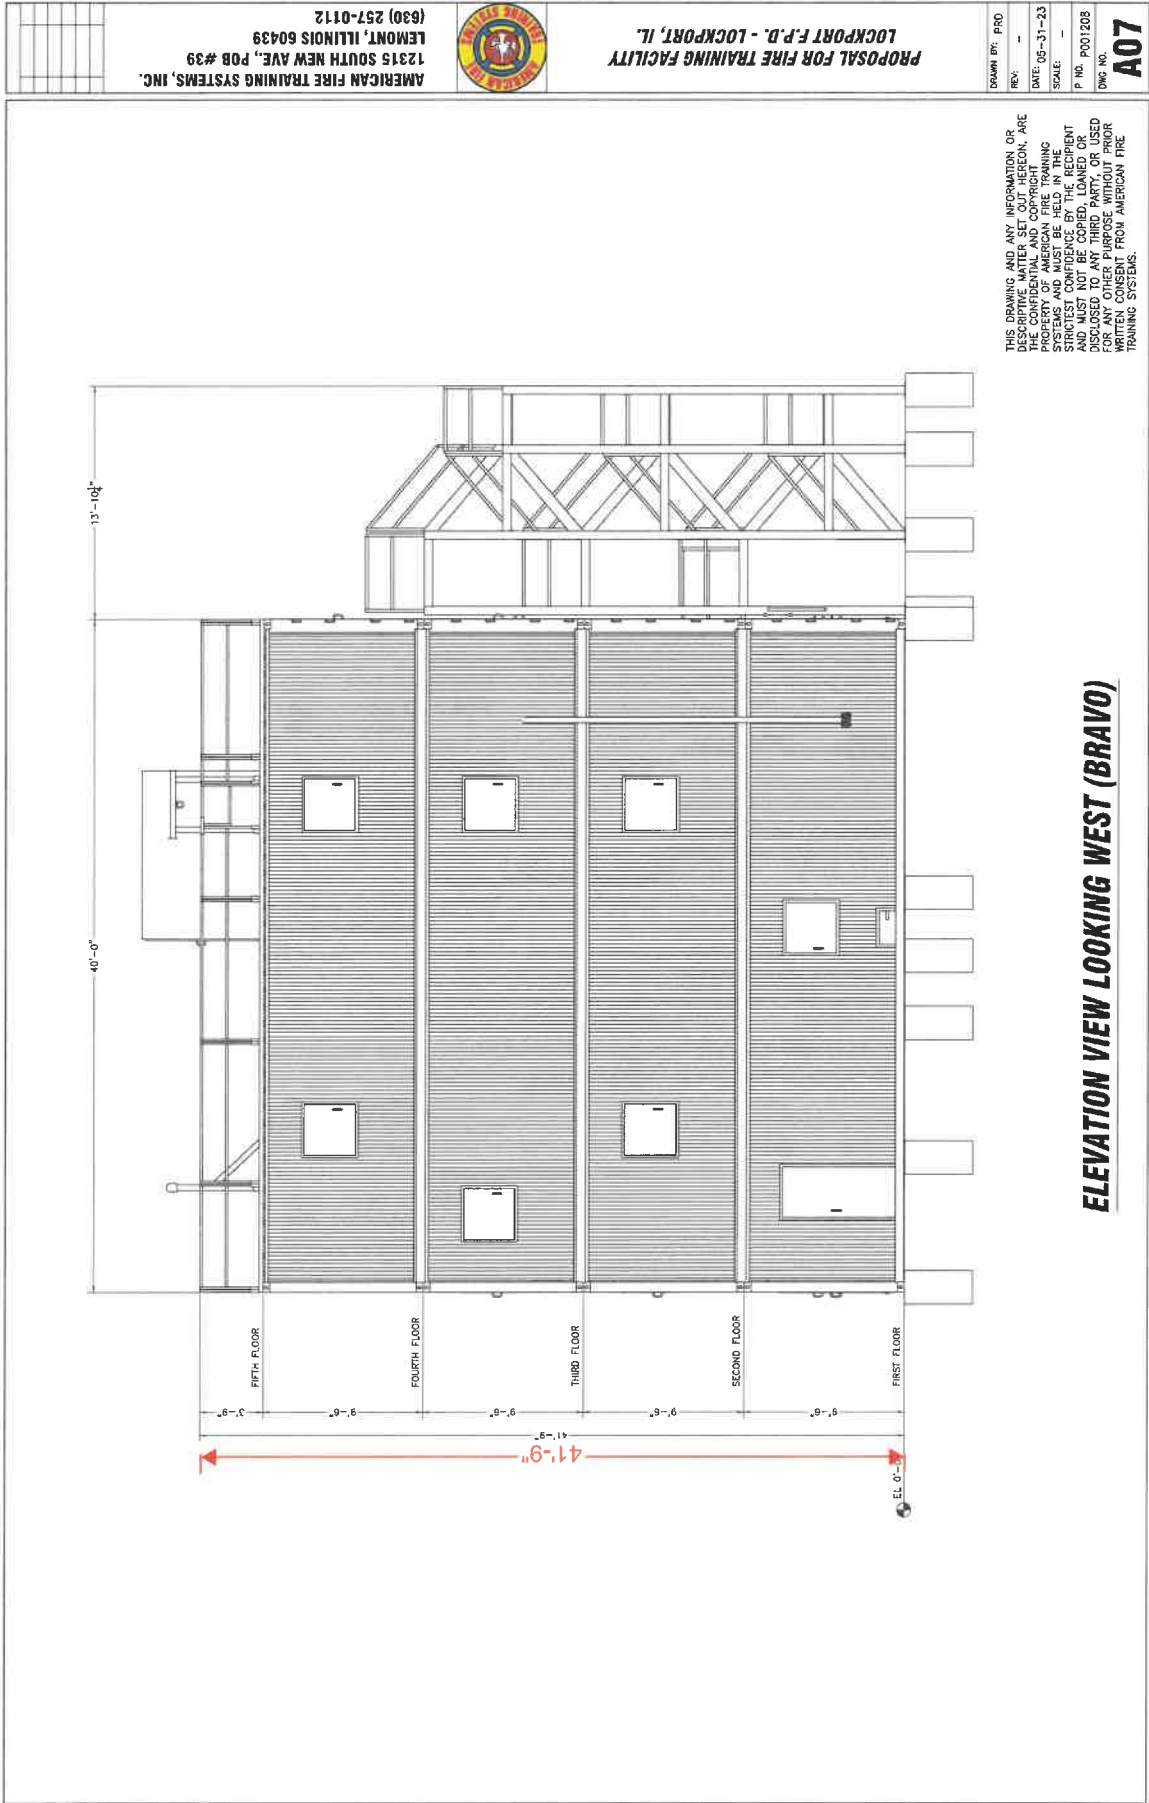 AMERICAN FIRE TRAINING SYSTEMS, INC.
12315 SOUTH NEW AVE., POB #39
LEMONT, ILLINOIS 60439
(630) 257-0112
AMERICAN FIRE
TRAINING SYSTEMS
PROPOSAL FOR FIRE TRAINING FACILITY
LOCKPORT F.P.D. - LOCKPORT, IL.
DRAWN BY: PRD
REV: -
DATE: 05-31-23
SCALE: -
P NO. P001208
DWG NO.
A07
THIS DRAWING AND ANY INFORMATION OR
DESCRIPTIVE MATTER SET OUT HEREON, ARE
THE CONFIDENTIAL AND COPYRIGHT
PROPERTY OF AMERICAN FIRE TRAINING
SYSTEMS AND MUST BE HELD IN THE
STRICTEST CONFIDENCE BY THE RECIPIENT
AND MUST NOT BE COPIED, LOANED OR
DISCLOSED TO ANY THIRD PARTY, OR USED
FOR ANY OTHER PURPOSE WITHOUT PRIOR
WRITTEN CONSENT FROM AMERICAN FIRE
TRAINING SYSTEMS.
13'-10¼"
40'-0"
FIFTH FLOOR
FOURTH FLOOR
THIRD FLOOR
SECOND FLOOR
FIRST FLOOR
3'-9"
9'-6"
9'-6"
9'-6"
9'-6"
41'-9"
41'-9"
EL 0'-
ELEVATION VIEW LOOKING WEST (BRAVO)